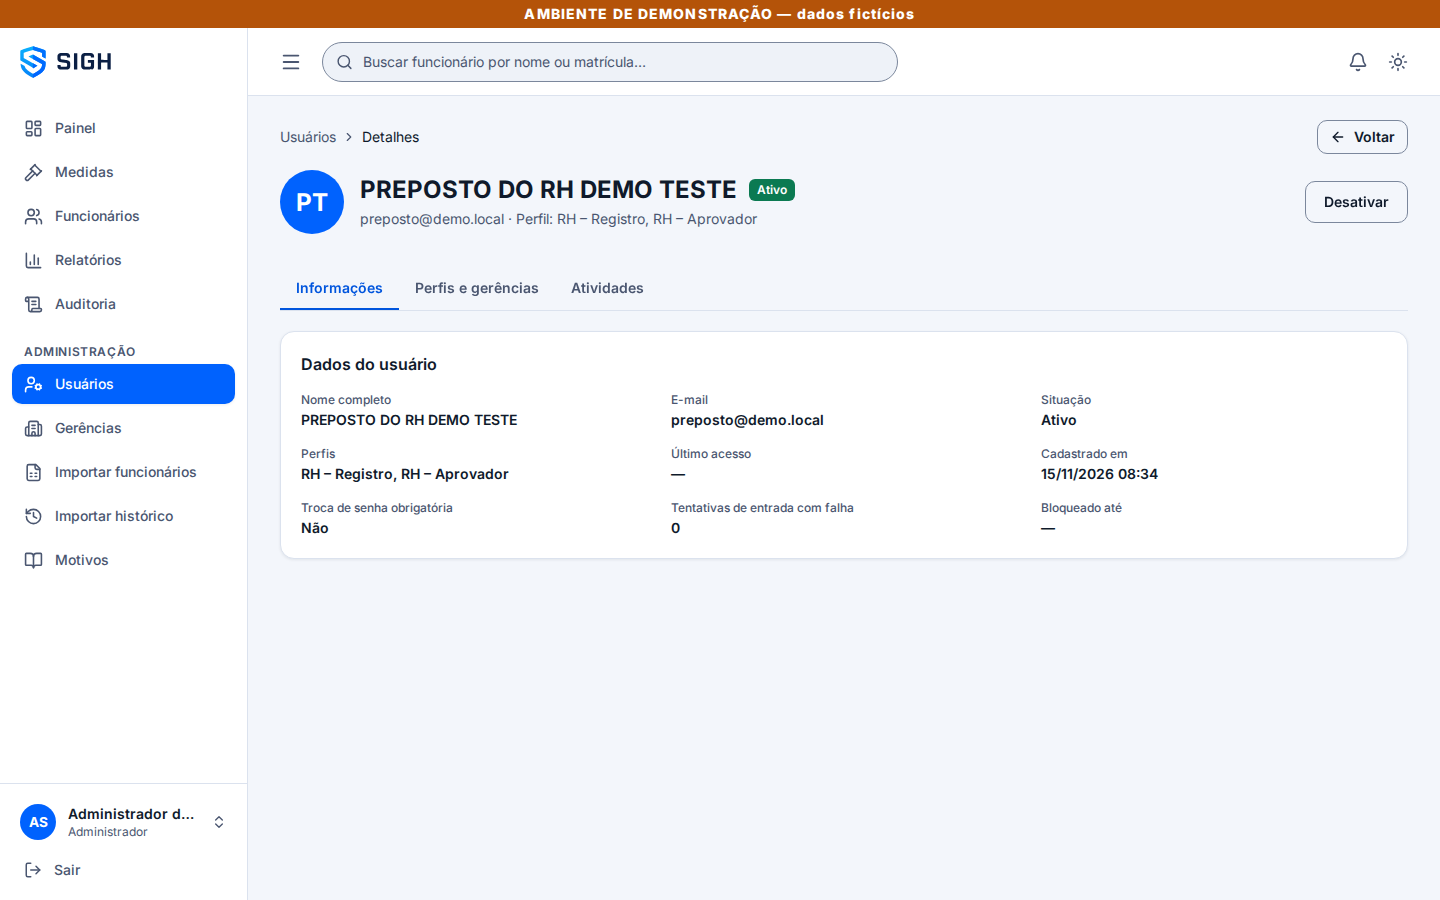 AMBIENTE DE DEMONSTRAÇÃO — dados fictícios
SIGH
Buscar funcionário por nome ou matrícula...
Painel
Medidas
Funcionários
Relatórios
Auditoria
ADMINISTRAÇÃO
Usuários
Gerências
Importar funcionários
Importar histórico
Motivos
AS
Administrador d...
Administrador
Sair
Usuários > Detalhes
Voltar
PT
PREPOSTO DO RH DEMO TESTE Ativo
preposto@demo.local · Perfil: RH – Registro, RH – Aprovador
Desativar
Informações Perfis e gerências Atividades
Dados do usuário
Nome completo
PREPOSTO DO RH DEMO TESTE
E-mail
preposto@demo.local
Situação
Ativo
Perfis
RH – Registro, RH – Aprovador
Último acesso
—
Cadastrado em
15/11/2026 08:34
Troca de senha obrigatória
Não
Tentativas de entrada com falha
0
Bloqueado até
—